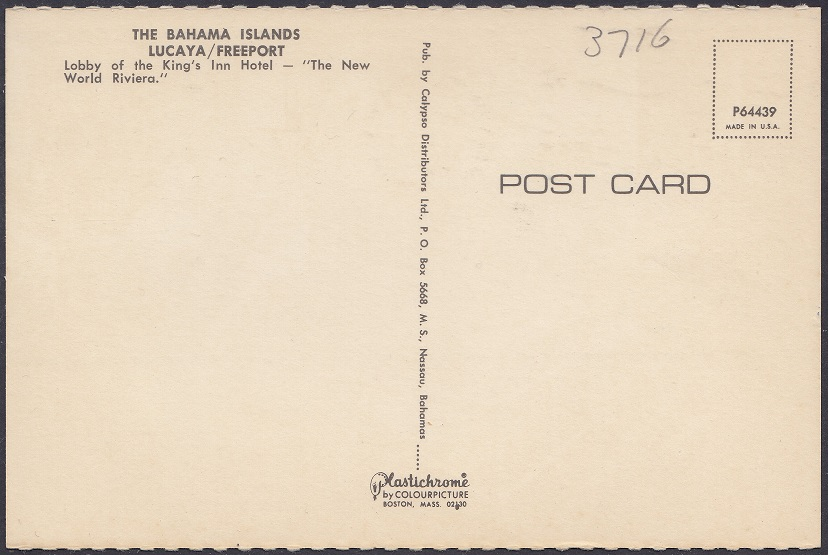 THE BAHAMA ISLANDS
LUCAYA/FREEPORT
Lobby of the King's Inn Hotel — "The New
World Riviera."
Pub. by Calypso Distributors Ltd., P. O. Box 5668, M. S., Nassau, Bahamas
3716
P64439
MADE IN U.S.A.
POST CARD
Plastichrome®
by COLOURPICTURE
BOSTON, MASS. 02130